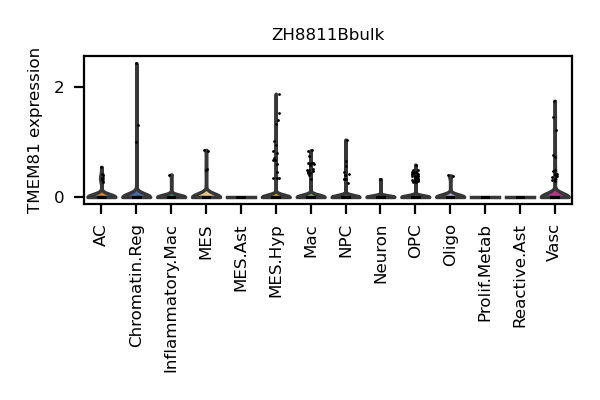 ZH8811Bbulk
TMEM81 expression
2
0
AC
Chromatin.Reg
Inflammatory.Mac
MES
MES.Ast
MES.Hyp
Mac
NPC
Neuron
OPC
Oligo
Prolif.Metab
Reactive.Ast
Vasc